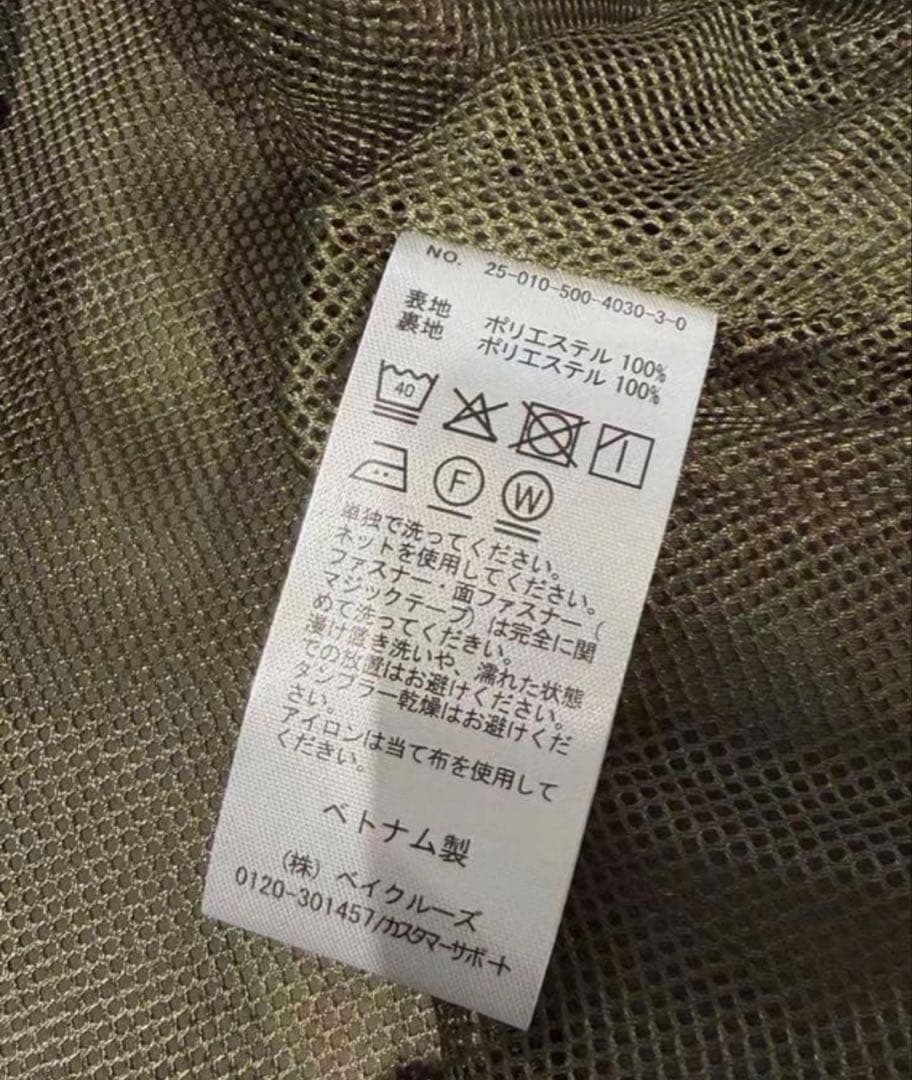 NO. 25-010-500-4030-3-0
表地 ポリエステル 100%
裏地 ポリエステル 100%
40
F W
単独で洗ってください。
ネットを使用してください。
ファスナー・面ファスナー(
マジックテープ)は完全に閉
めて洗ってください。
漬け置き洗いや、濡れた状態
での放置はお避けください。
タンブラー乾燥はお避けくだ
さい。
アイロンは当て布を使用して
ください。
ベトナム製
(株) ベイクルーズ
0120-301457/カスタマーサポート